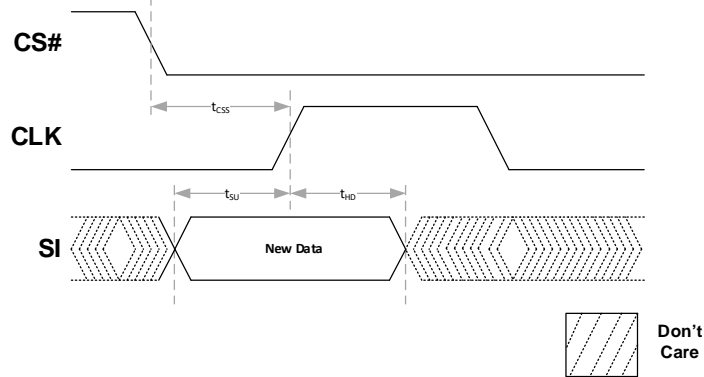 CS#
tCSS
CLK
tSU
tHD
SI
New Data
Don't
Care